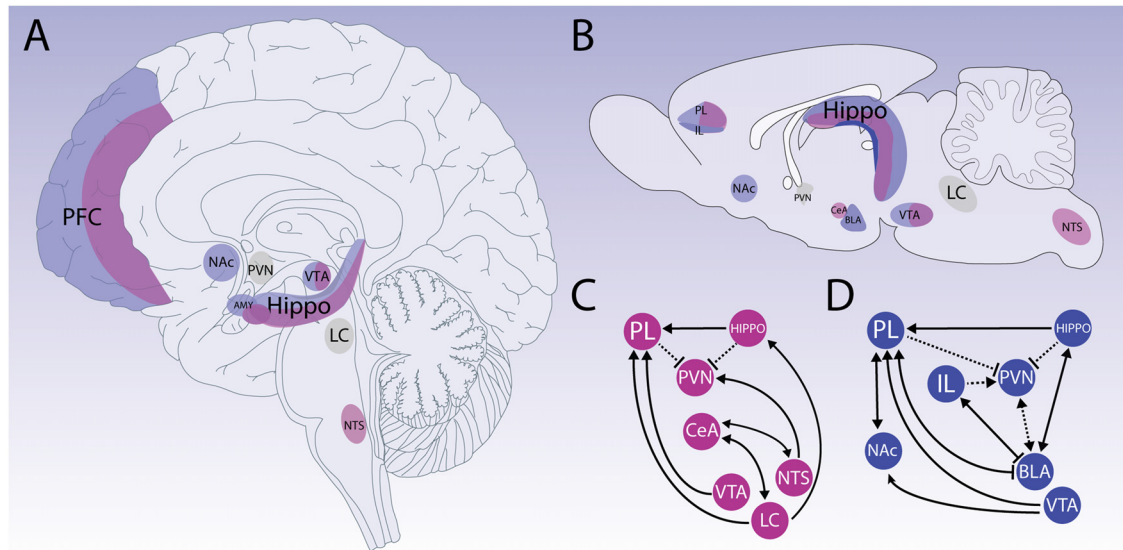 A
PFC
NAc
PVN
VTA
AMY
Hippo
LC
NTS
B
PL
IL
Hippo
NAc
PVN
CeA
BLA
VTA
LC
NTS
C
PL
HIPPO
PVN
CeA
NTS
VTA
LC
D
PL
HIPPO
IL
PVN
NAc
BLA
VTA